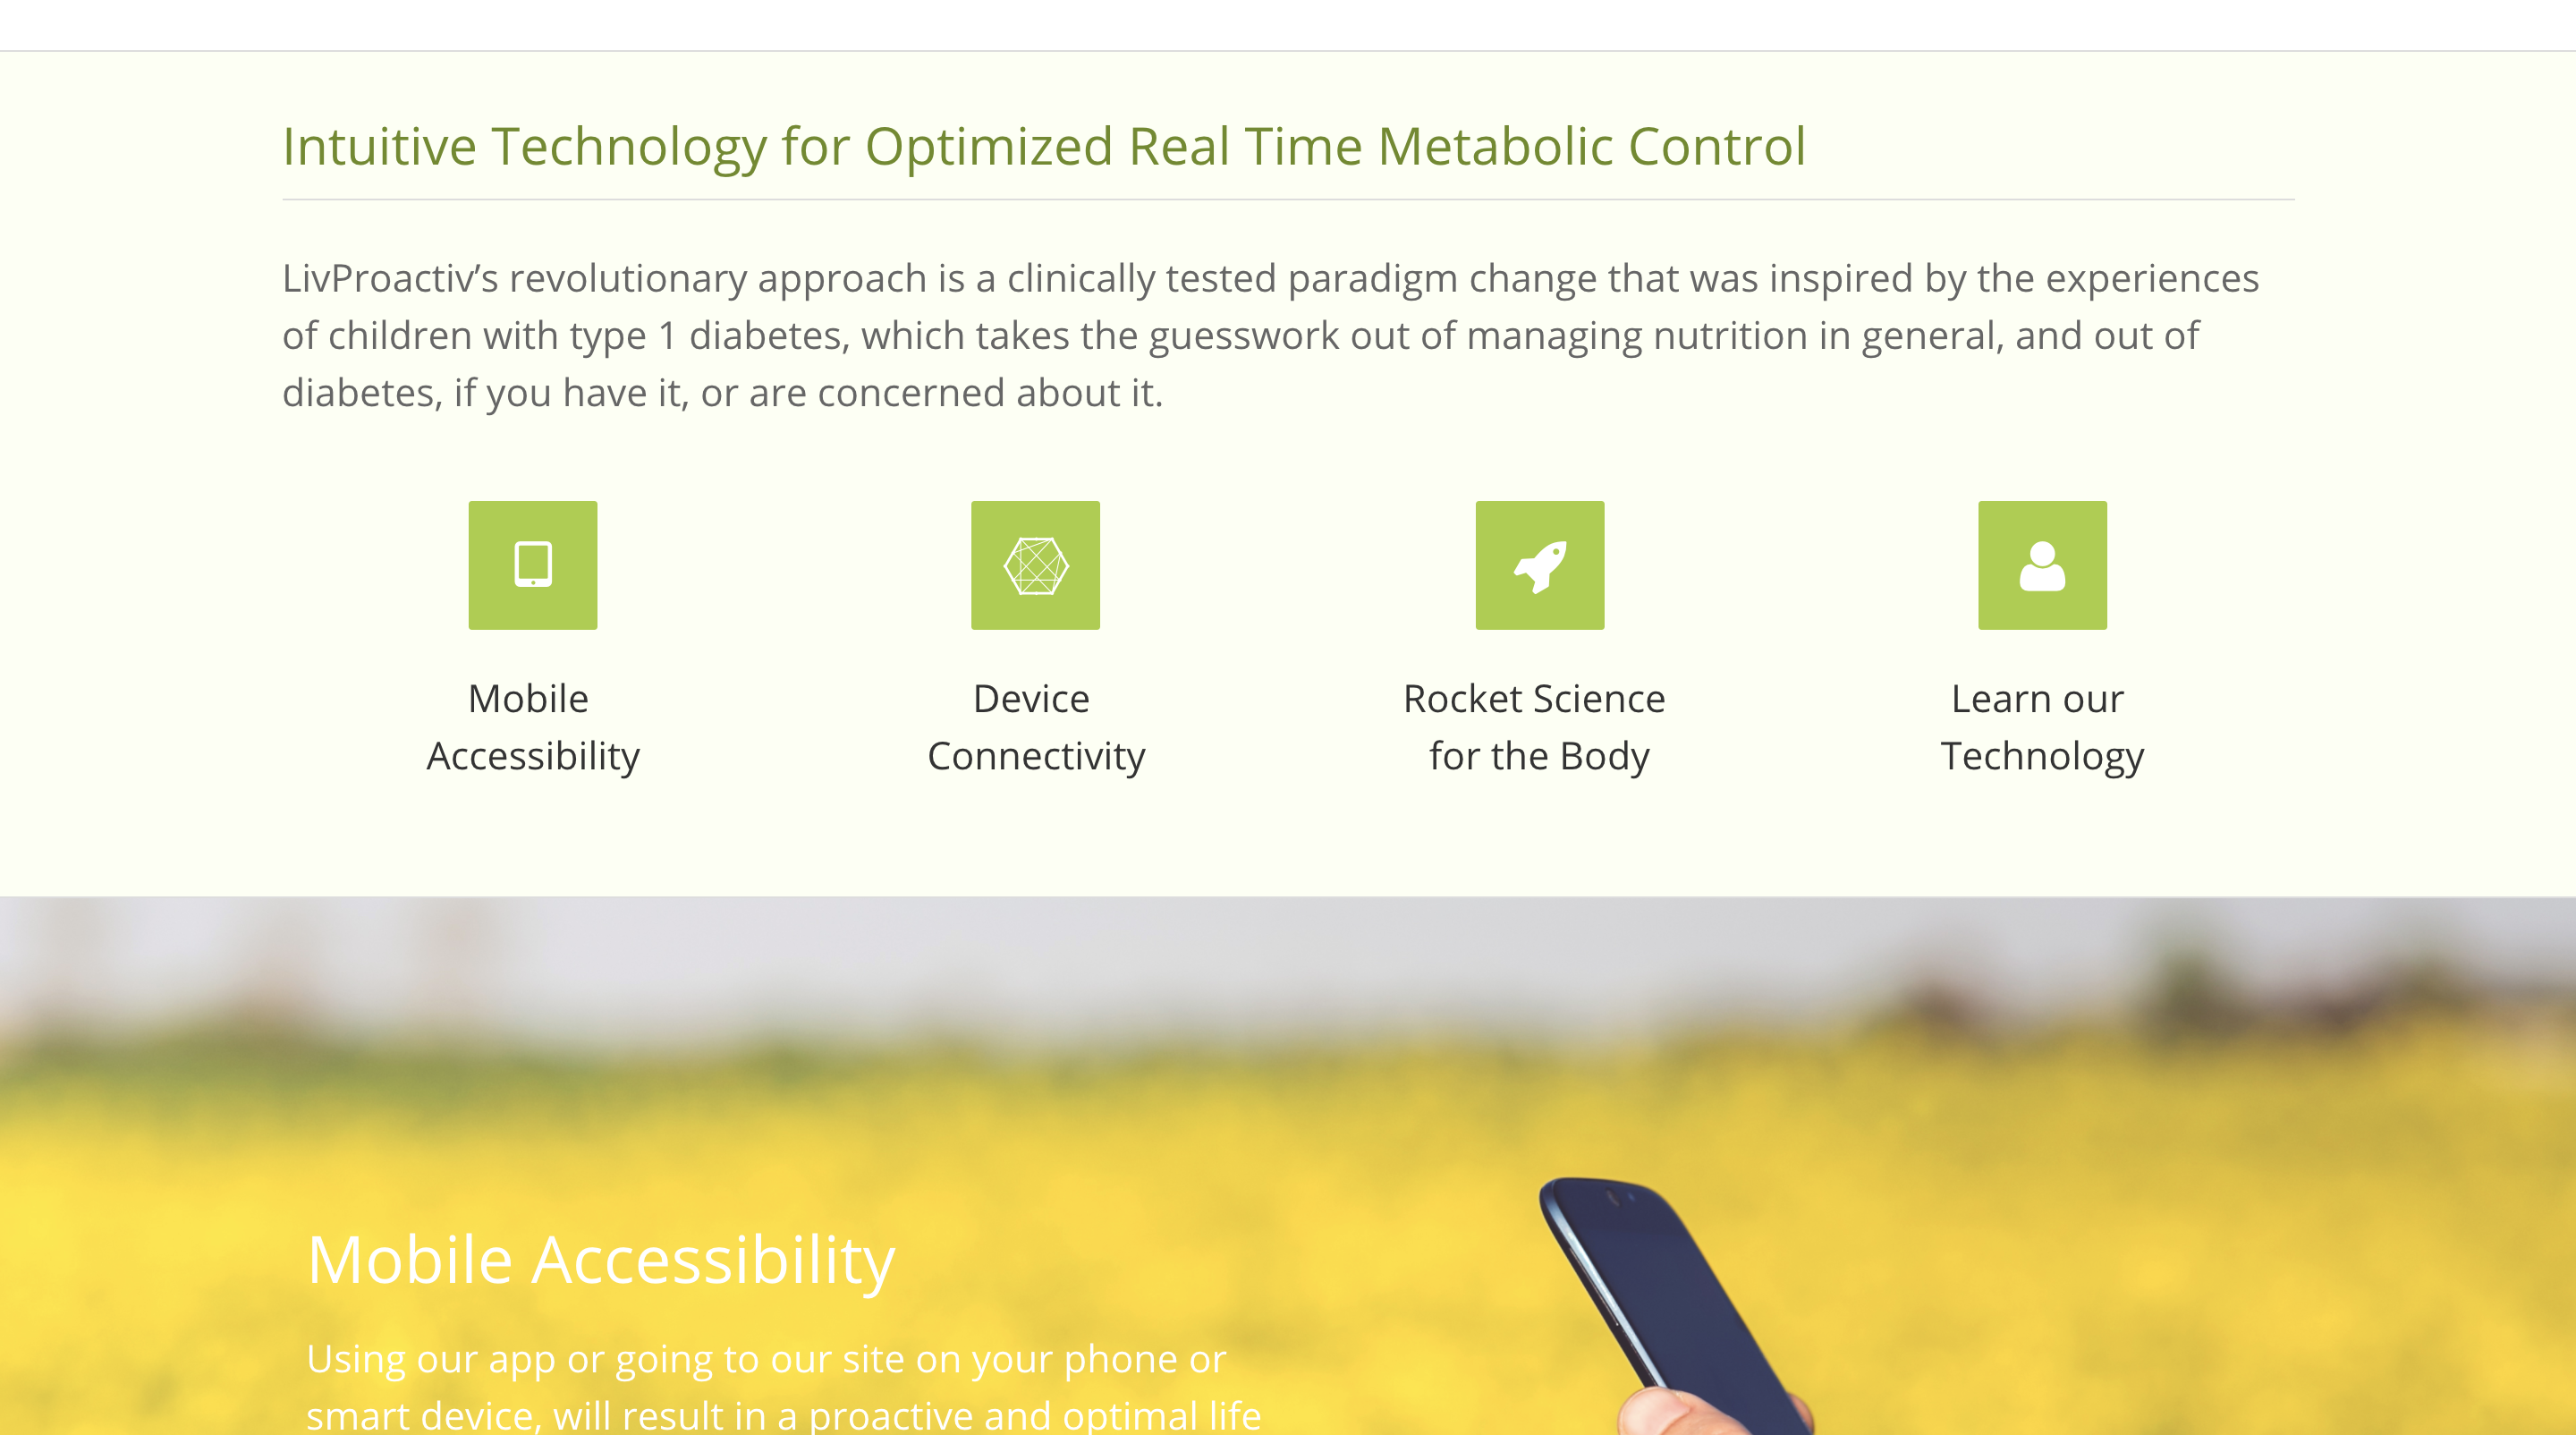 Intuitive Technology for Optimized Real Time Metabolic Control
LivProactiv’s revolutionary approach is a clinically tested paradigm change that was inspired by the experiences
of children with type 1 diabetes, which takes the guesswork out of managing nutrition in general, and out of
diabetes, if you have it, or are concerned about it.
Mobile
Accessibility
Device
Connectivity
Rocket Science
for the Body
Learn our
Technology
Mobile Accessibility
Using our app or going to our site on your phone or
smart device, will result in a proactive and optimal life